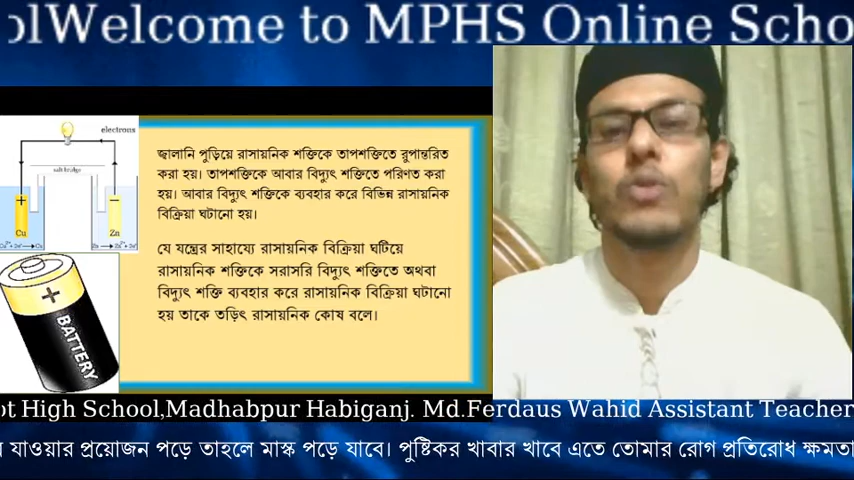 olWelcome to MPHS Online Scho
electrons
salt bridge
+
−
Cu
Zn
জ্বালানি পুড়িয়ে রাসায়নিক শক্তিকে তাপশক্তিতে রুপান্তরিত
করা হয়। তাপশক্তিকে আবার বিদ্যুৎ শক্তিতে পরিণত করা
হয়। আবার বিদ্যুৎ শক্তিকে ব্যবহার করে বিভিন্ন রাসায়নিক
বিক্রিয়া ঘটানো হয়।
যে যন্ত্রের সাহায্যে রাসায়নিক বিক্রিয়া ঘটিয়ে
রাসায়নিক শক্তিকে সরাসরি বিদ্যুৎ শক্তিতে অথবা
বিদ্যুৎ শক্তি ব্যবহার করে রাসায়নিক বিক্রিয়া ঘটানো
হয় তাকে তড়িৎ রাসায়নিক কোষ বলে।
+
BATTERY
ot High School,Madhabpur Habiganj. Md.Ferdaus Wahid Assistant Teacher
যাওয়ার প্রয়োজন পড়ে তাহলে মাস্ক পড়ে যাবে। পুষ্টিকর খাবার খাবে এতে তোমার রোগ প্রতিরোধ ক্ষমতা